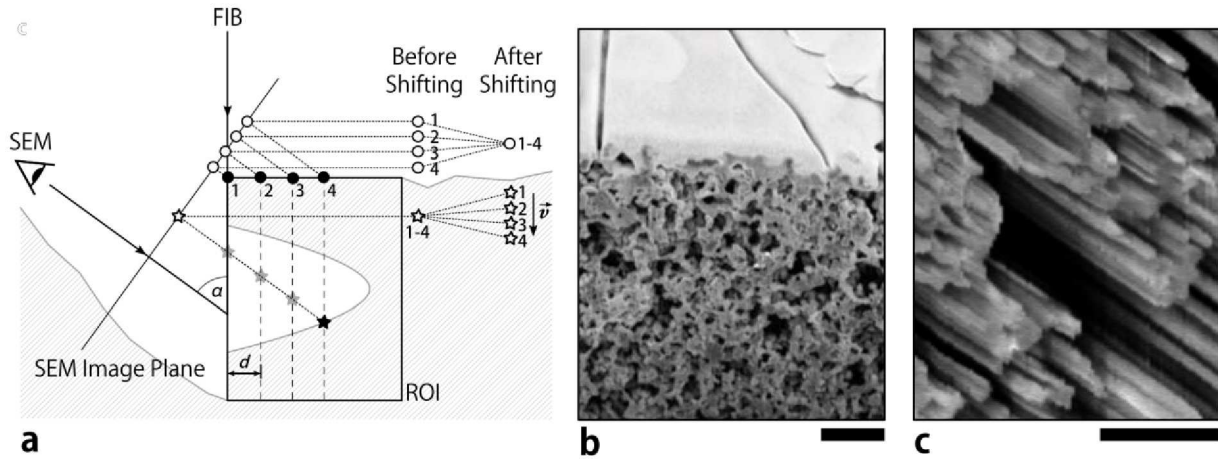 c
FIB
Before After
Shifting Shifting
SEM
1
2
3
4
1-4
1 2 3 4
1
2
3
4
v
1-4
α
SEM Image Plane
d
ROI
a
b
c